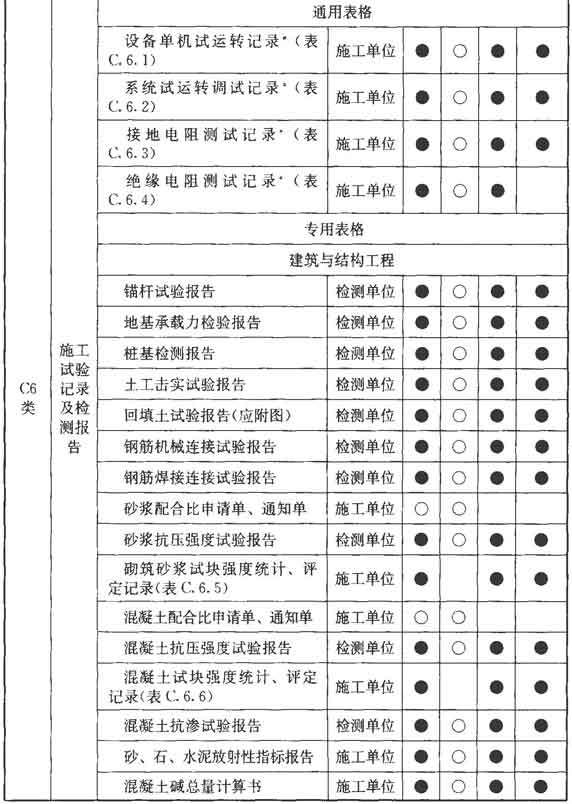 通用表格
设备单机试运转记录*（表
C.6.1） 施工单位 ● ○ ● ●
系统试运转调试记录*（表
C.6.2） 施工单位 ● ○ ● ●
接地电阻测试记录*（表
C.6.3） 施工单位 ● ○ ● ●
绝缘电阻测试记录*（表
C.6.4） 施工单位 ● ○ ●
专用表格
建筑与结构工程
C6
类
施工
试验
记录
及检
测报
告
锚杆试验报告 检测单位 ● ○ ● ●
地基承载力检验报告 检测单位 ● ○ ● ●
桩基检测报告 检测单位 ● ○ ● ●
土工击实试验报告 检测单位 ● ○ ● ●
回填土试验报告（应附图） 检测单位 ● ○ ● ●
钢筋机械连接试验报告 检测单位 ● ○ ● ●
钢筋焊接连接试验报告 检测单位 ● ○ ● ●
砂浆配合比申请单、通知单 施工单位 ○ ○
砂浆抗压强度试验报告 检测单位 ● ○ ● ●
砌筑砂浆试块强度统计、评
定记录（表 C.6.5） 施工单位 ● ● ●
混凝土配合比申请单、通知单 施工单位 ○ ○
混凝土抗压强度试验报告 检测单位 ● ○ ● ●
混凝土试块强度统计、评定
记录（表 C.6.6） 施工单位 ● ● ●
混凝土抗渗试验报告 检测单位 ● ○ ● ●
砂、石、水泥放射性指标报告 施工单位 ● ○ ● ●
混凝土碱总量计算书 施工单位 ● ○ ● ●